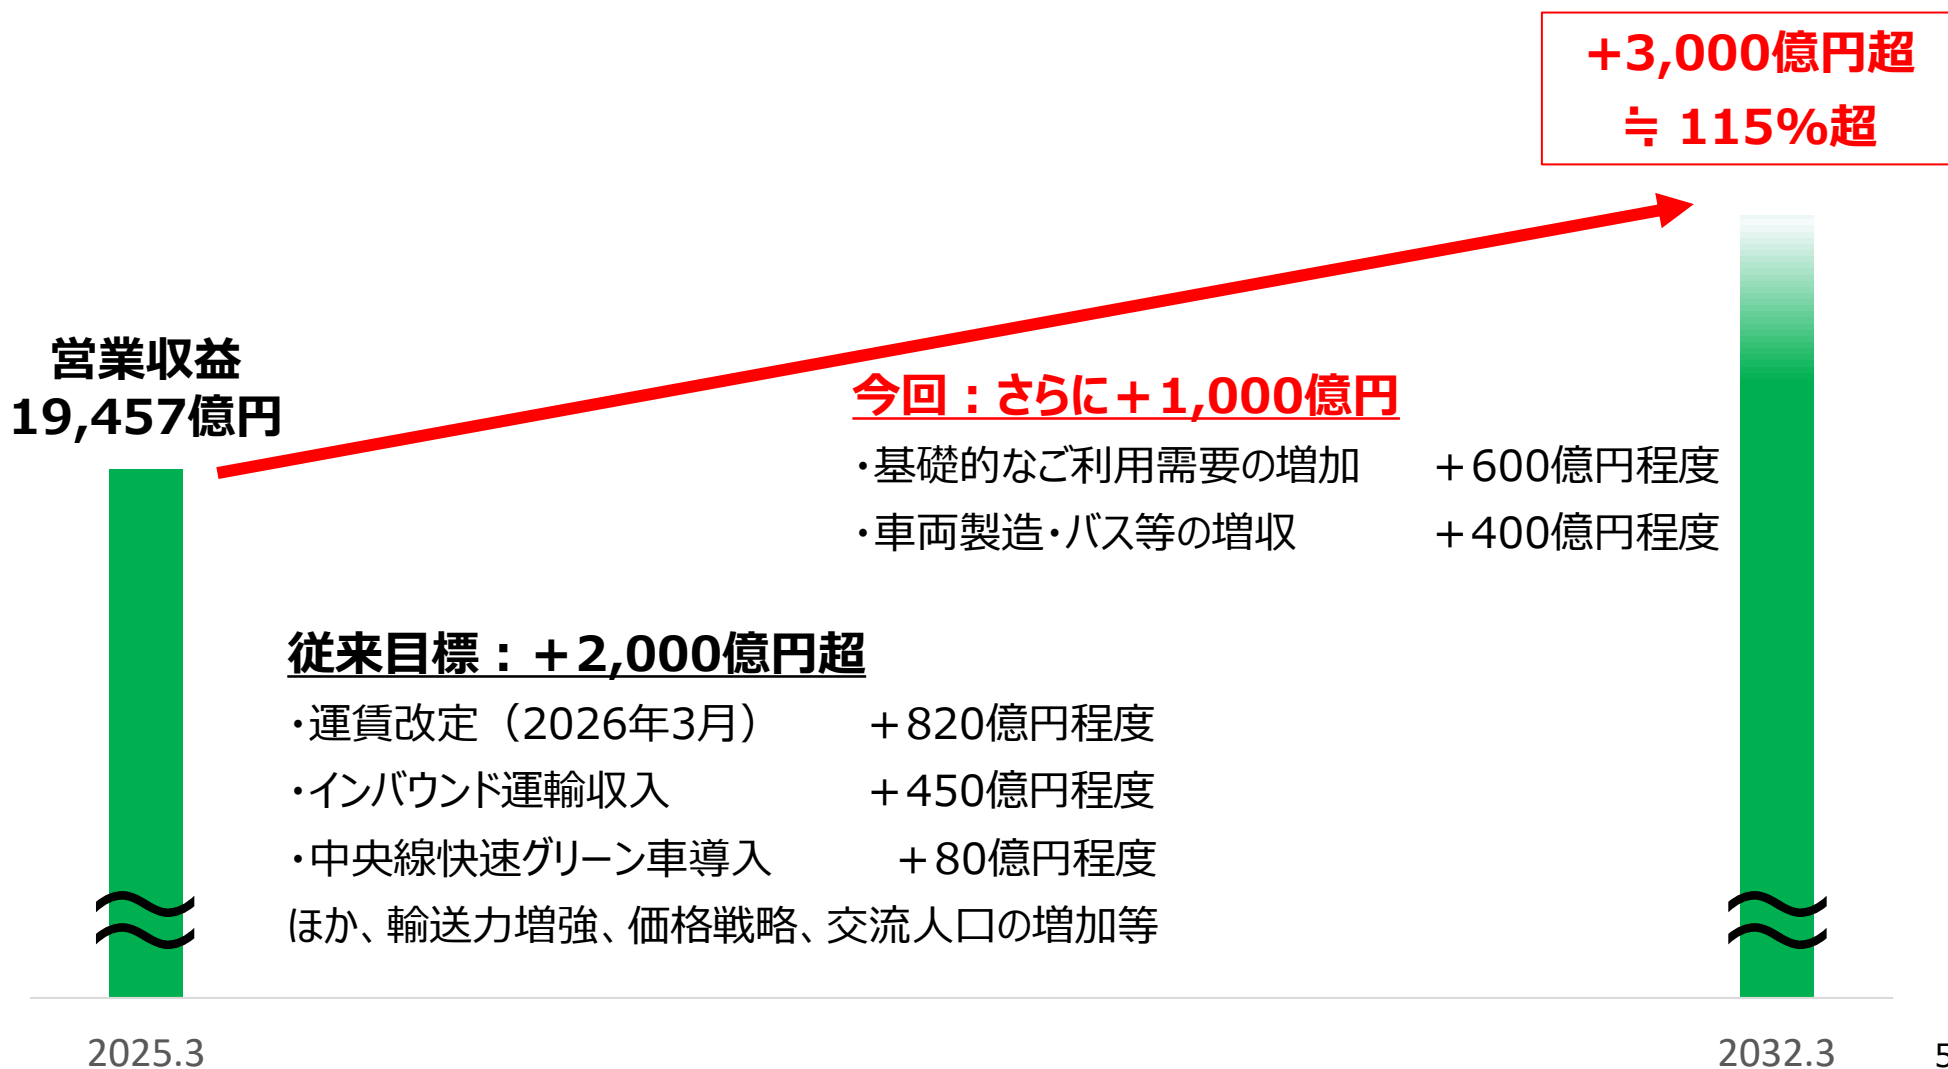 +3,000億円超
≒ 115%超
営業収益
19,457億円
今回：さらに＋1,000億円
・基礎的なご利用需要の増加 ＋600億円程度
・車両製造・バス等の増収 ＋400億円程度
従来目標：＋2,000億円超
・運賃改定（2026年3月） ＋820億円程度
・インバウンド運輸収入 ＋450億円程度
・中央線快速グリーン車導入 ＋80億円程度
ほか、輸送力増強、価格戦略、交流人口の増加等
2025.3
2032.3
5